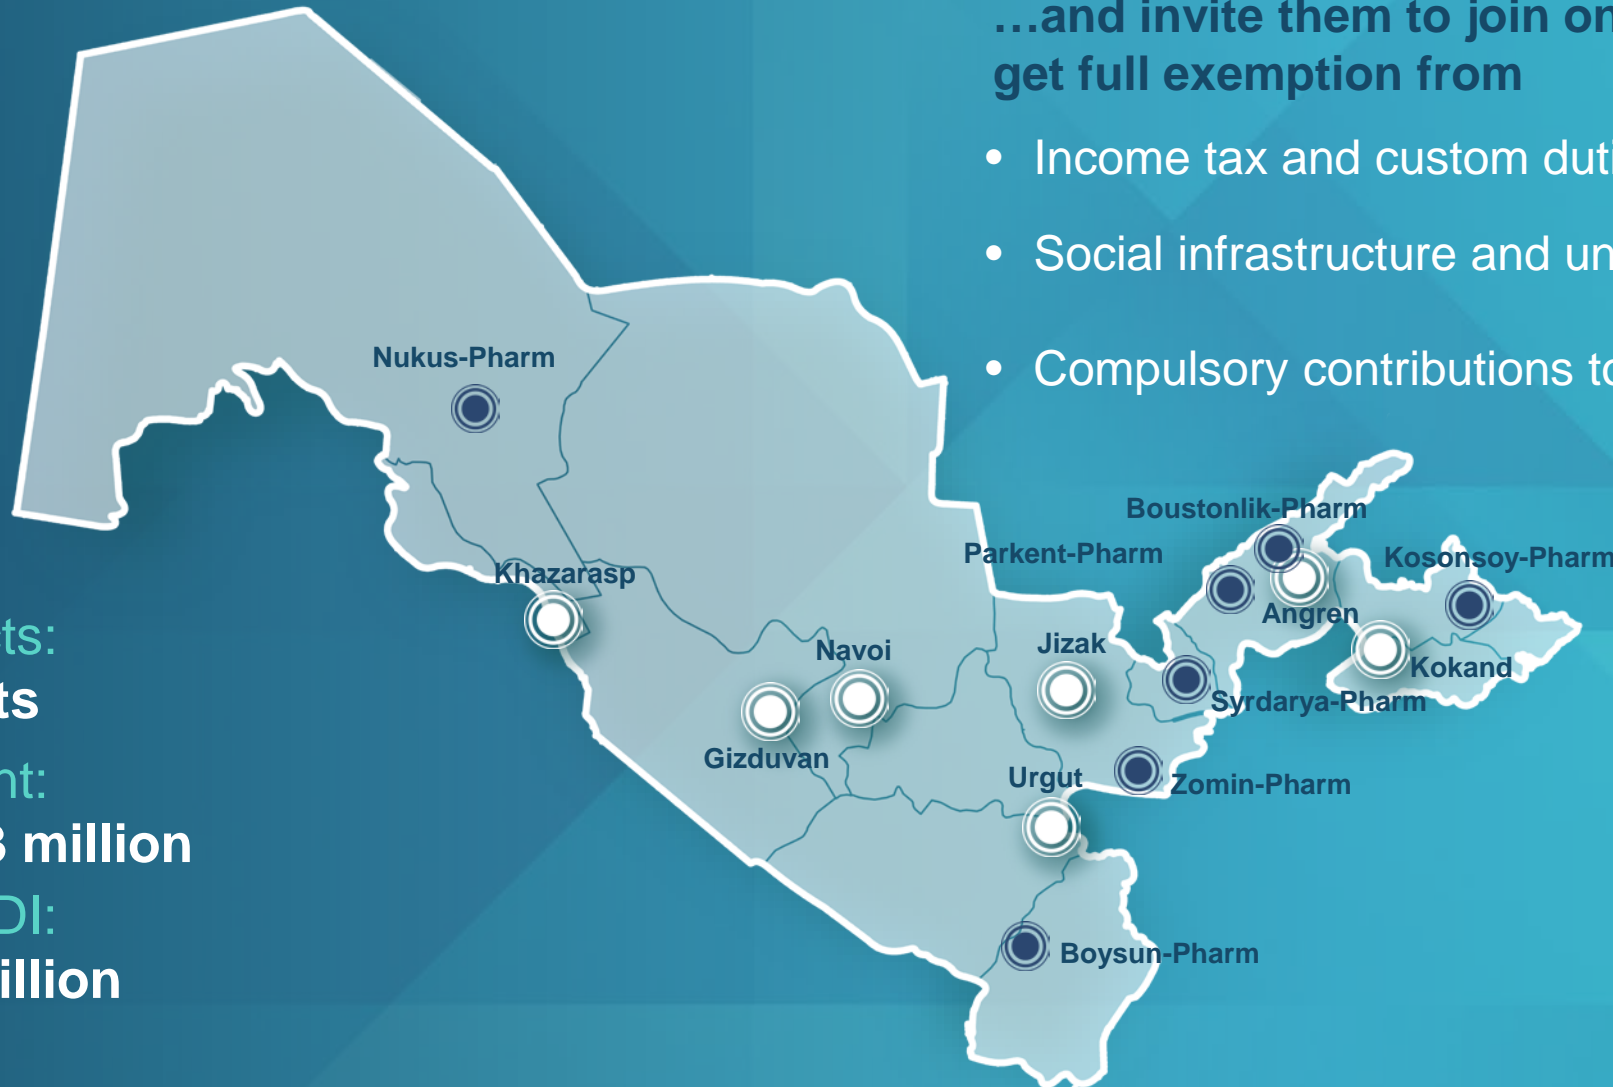 …and invite them to join on
get full exemption from
• Income tax and custom duti
• Social infrastructure and un
• Compulsory contributions to
Nukus-Pharm
Boustonlik-Pharm
Parkent-Pharm
Kosonsoy-Pharm
Khazarasp
Angren
Navoi
Jizak
Kokand
Syrdarya-Pharm
Gizduvan
Urgut
Zomin-Pharm
Boysun-Pharm
cts:
ts
nt:
3 million
DI:
illion